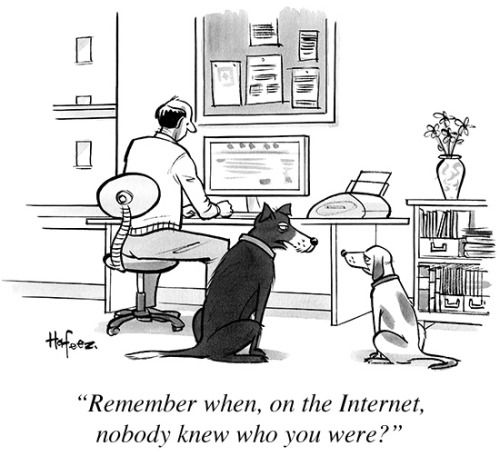 Hafeez.
“Remember when, on the Internet,
nobody knew who you were?”